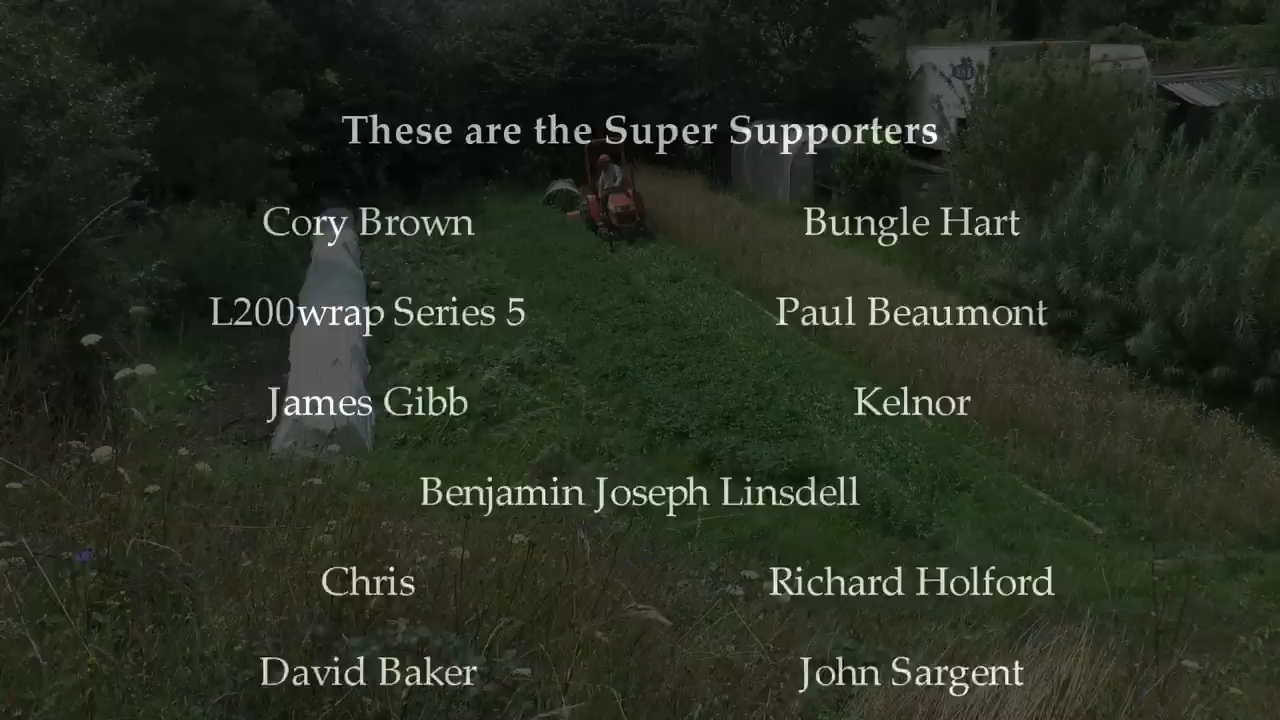 These are the Super Supporters
Cory Brown
Bungle Hart
L200wrap Series 5
Paul Beaumont
James Gibb
Kelnor
Benjamin Joseph Linsdell
Chris
Richard Holford
David Baker
John Sargent